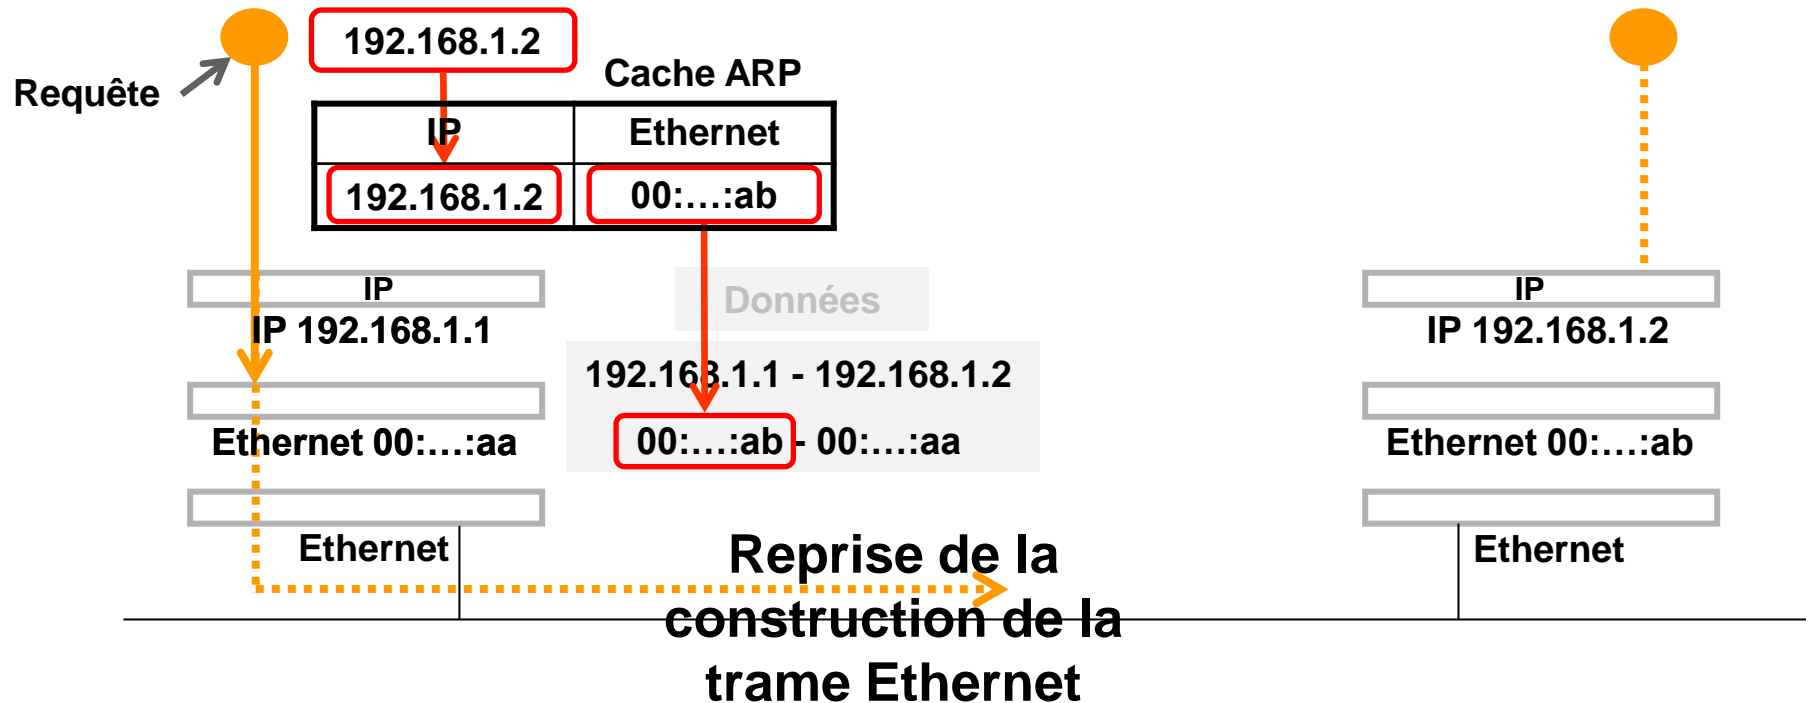 192.168.1.2
Requête
Cache ARP
IP Ethernet
192.168.1.2 00:...:ab
IP
IP 192.168.1.1
Données
IP
IP 192.168.1.2
192.168.1.1 - 192.168.1.2
Ethernet 00:...:aa
00:...:ab - 00:...:aa
Ethernet 00:...:ab
Ethernet
Ethernet
Reprise de la
construction de la
trame Ethernet